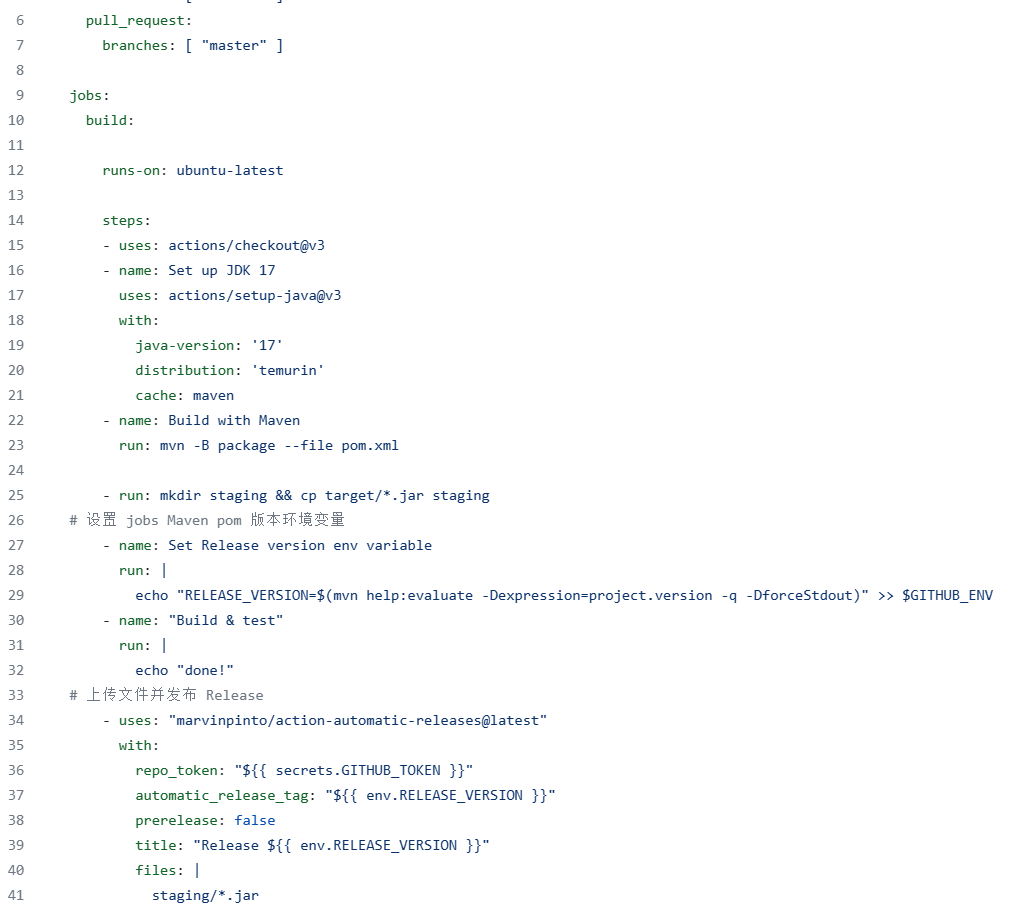 6 pull_request:
7 branches: [ "master" ]
8
9 jobs:
10 build:
11
12 runs-on: ubuntu-latest
13
14 steps:
15 - uses: actions/checkout@v3
16 - name: Set up JDK 17
17 uses: actions/setup-java@v3
18 with:
19 java-version: '17'
20 distribution: 'temurin'
21 cache: maven
22 - name: Build with Maven
23 run: mvn -B package --file pom.xml
24
25 - run: mkdir staging && cp target/*.jar staging
26 # 设置 jobs Maven pom 版本环境变量
27 - name: Set Release version env variable
28 run: |
29 echo "RELEASE_VERSION=$(mvn help:evaluate -Dexpression=project.version -q -DforceStdout)" >> $GITHUB_ENV
30 - name: "Build & test"
31 run: |
32 echo "done!"
33 # 上传文件并发布 Release
34 - uses: "marvinpinto/action-automatic-releases@latest"
35 with:
36 repo_token: "${{ secrets.GITHUB_TOKEN }}"
37 automatic_release_tag: "${{ env.RELEASE_VERSION }}"
38 prerelease: false
39 title: "Release ${{ env.RELEASE_VERSION }}"
40 files: |
41 staging/*.jar